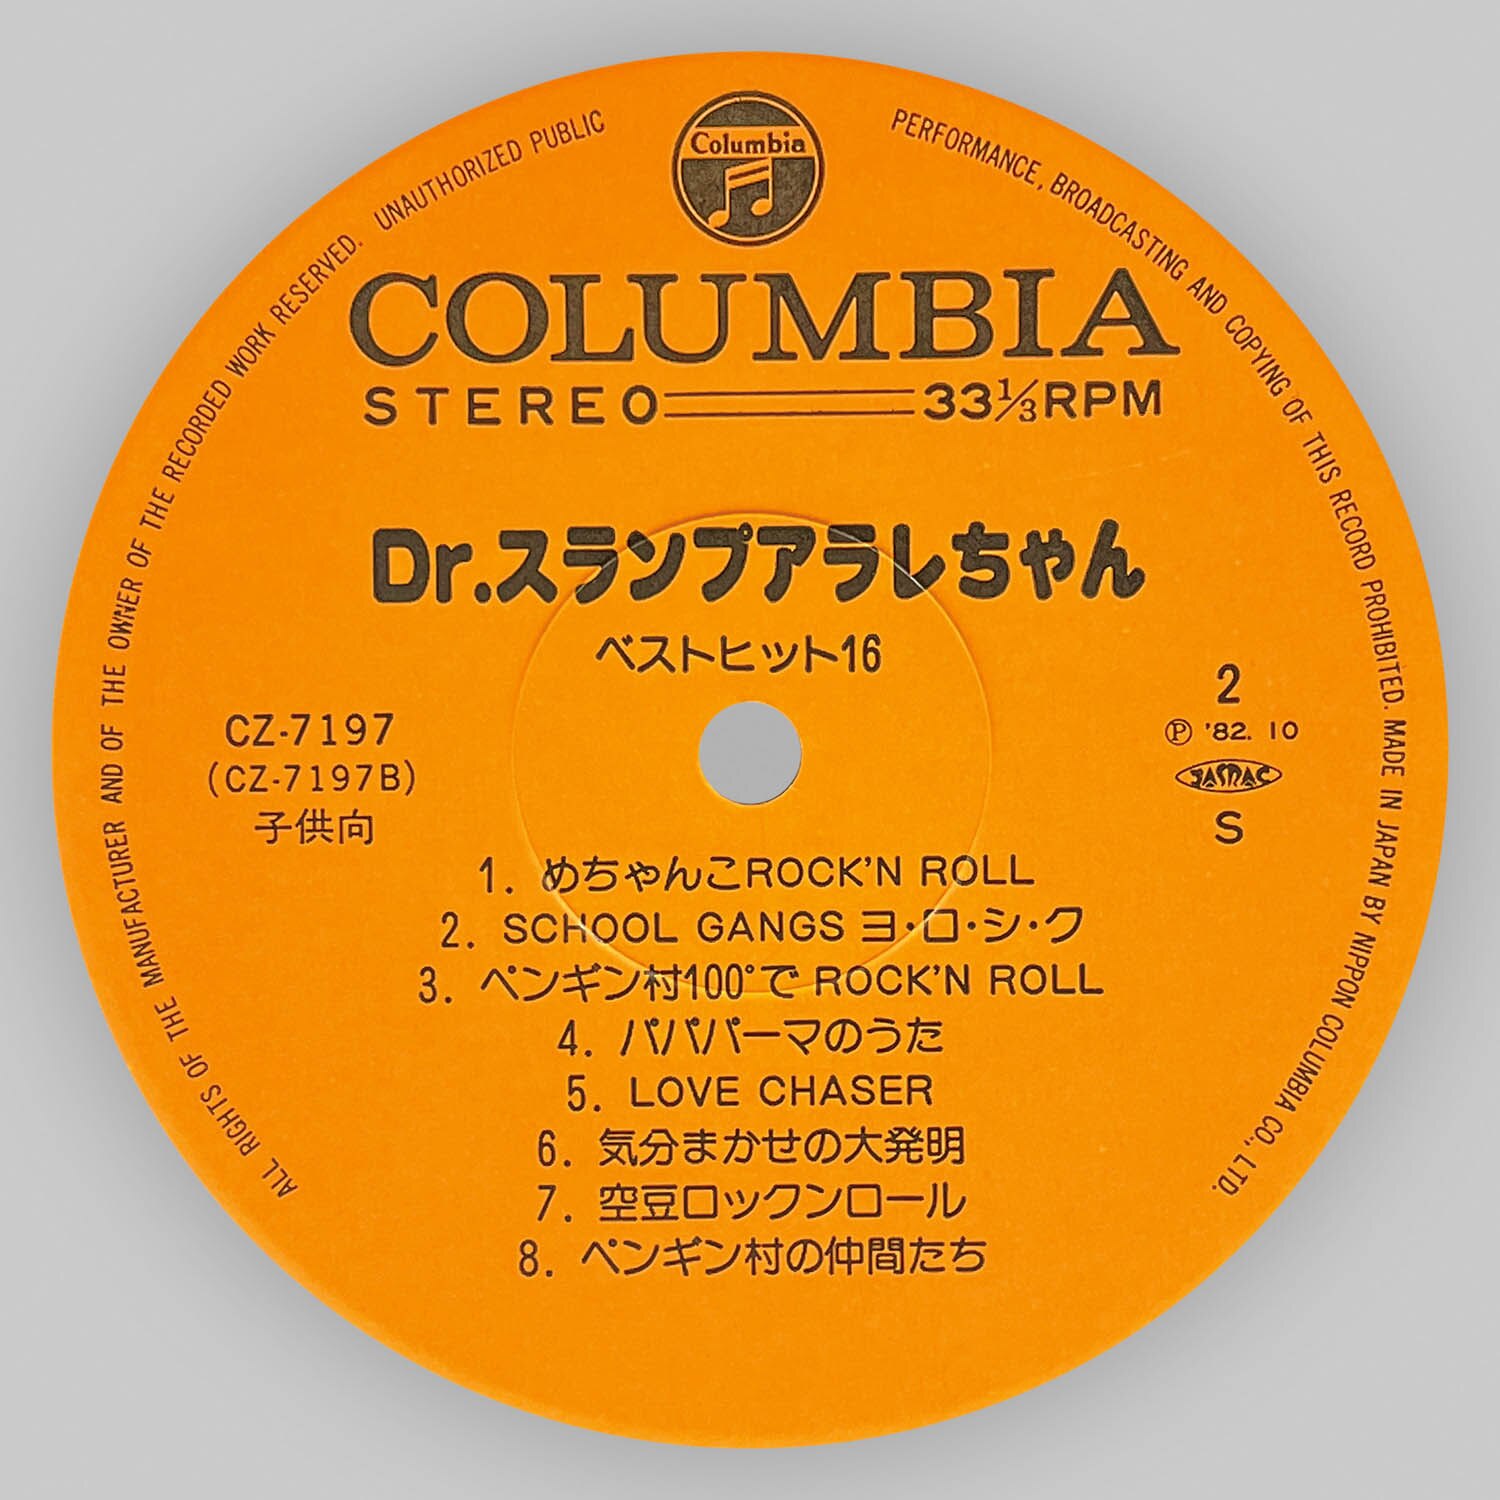 ALL RIGHTS OF THE MANUFACTURER AND OF THE OWNER OF THE RECORDED WORK RESERVED. UNAUTHORIZED PUBLIC PERFORMANCE, BROADCASTING AND COPYING OF THIS RECORD PROHIBITED. MADE IN JAPAN BY NIPPON COLUMBIA CO., LTD.
Columbia
COLUMBIA
STEREO 33⅓RPM
Dr.スランプアラレちゃん
ベストヒット16
CZ-7197
(CZ-7197B)
子供向
2
Ⓟ '82. 10
JASRAC
S
1. めちゃんこROCK'N ROLL
2. SCHOOL GANGS ヨ・ロ・シ・ク
3. ペンギン村100°で ROCK'N ROLL
4. パパパーマのうた
5. LOVE CHASER
6. 気分まかせの大発明
7. 空豆ロックンロール
8. ペンギン村の仲間たち